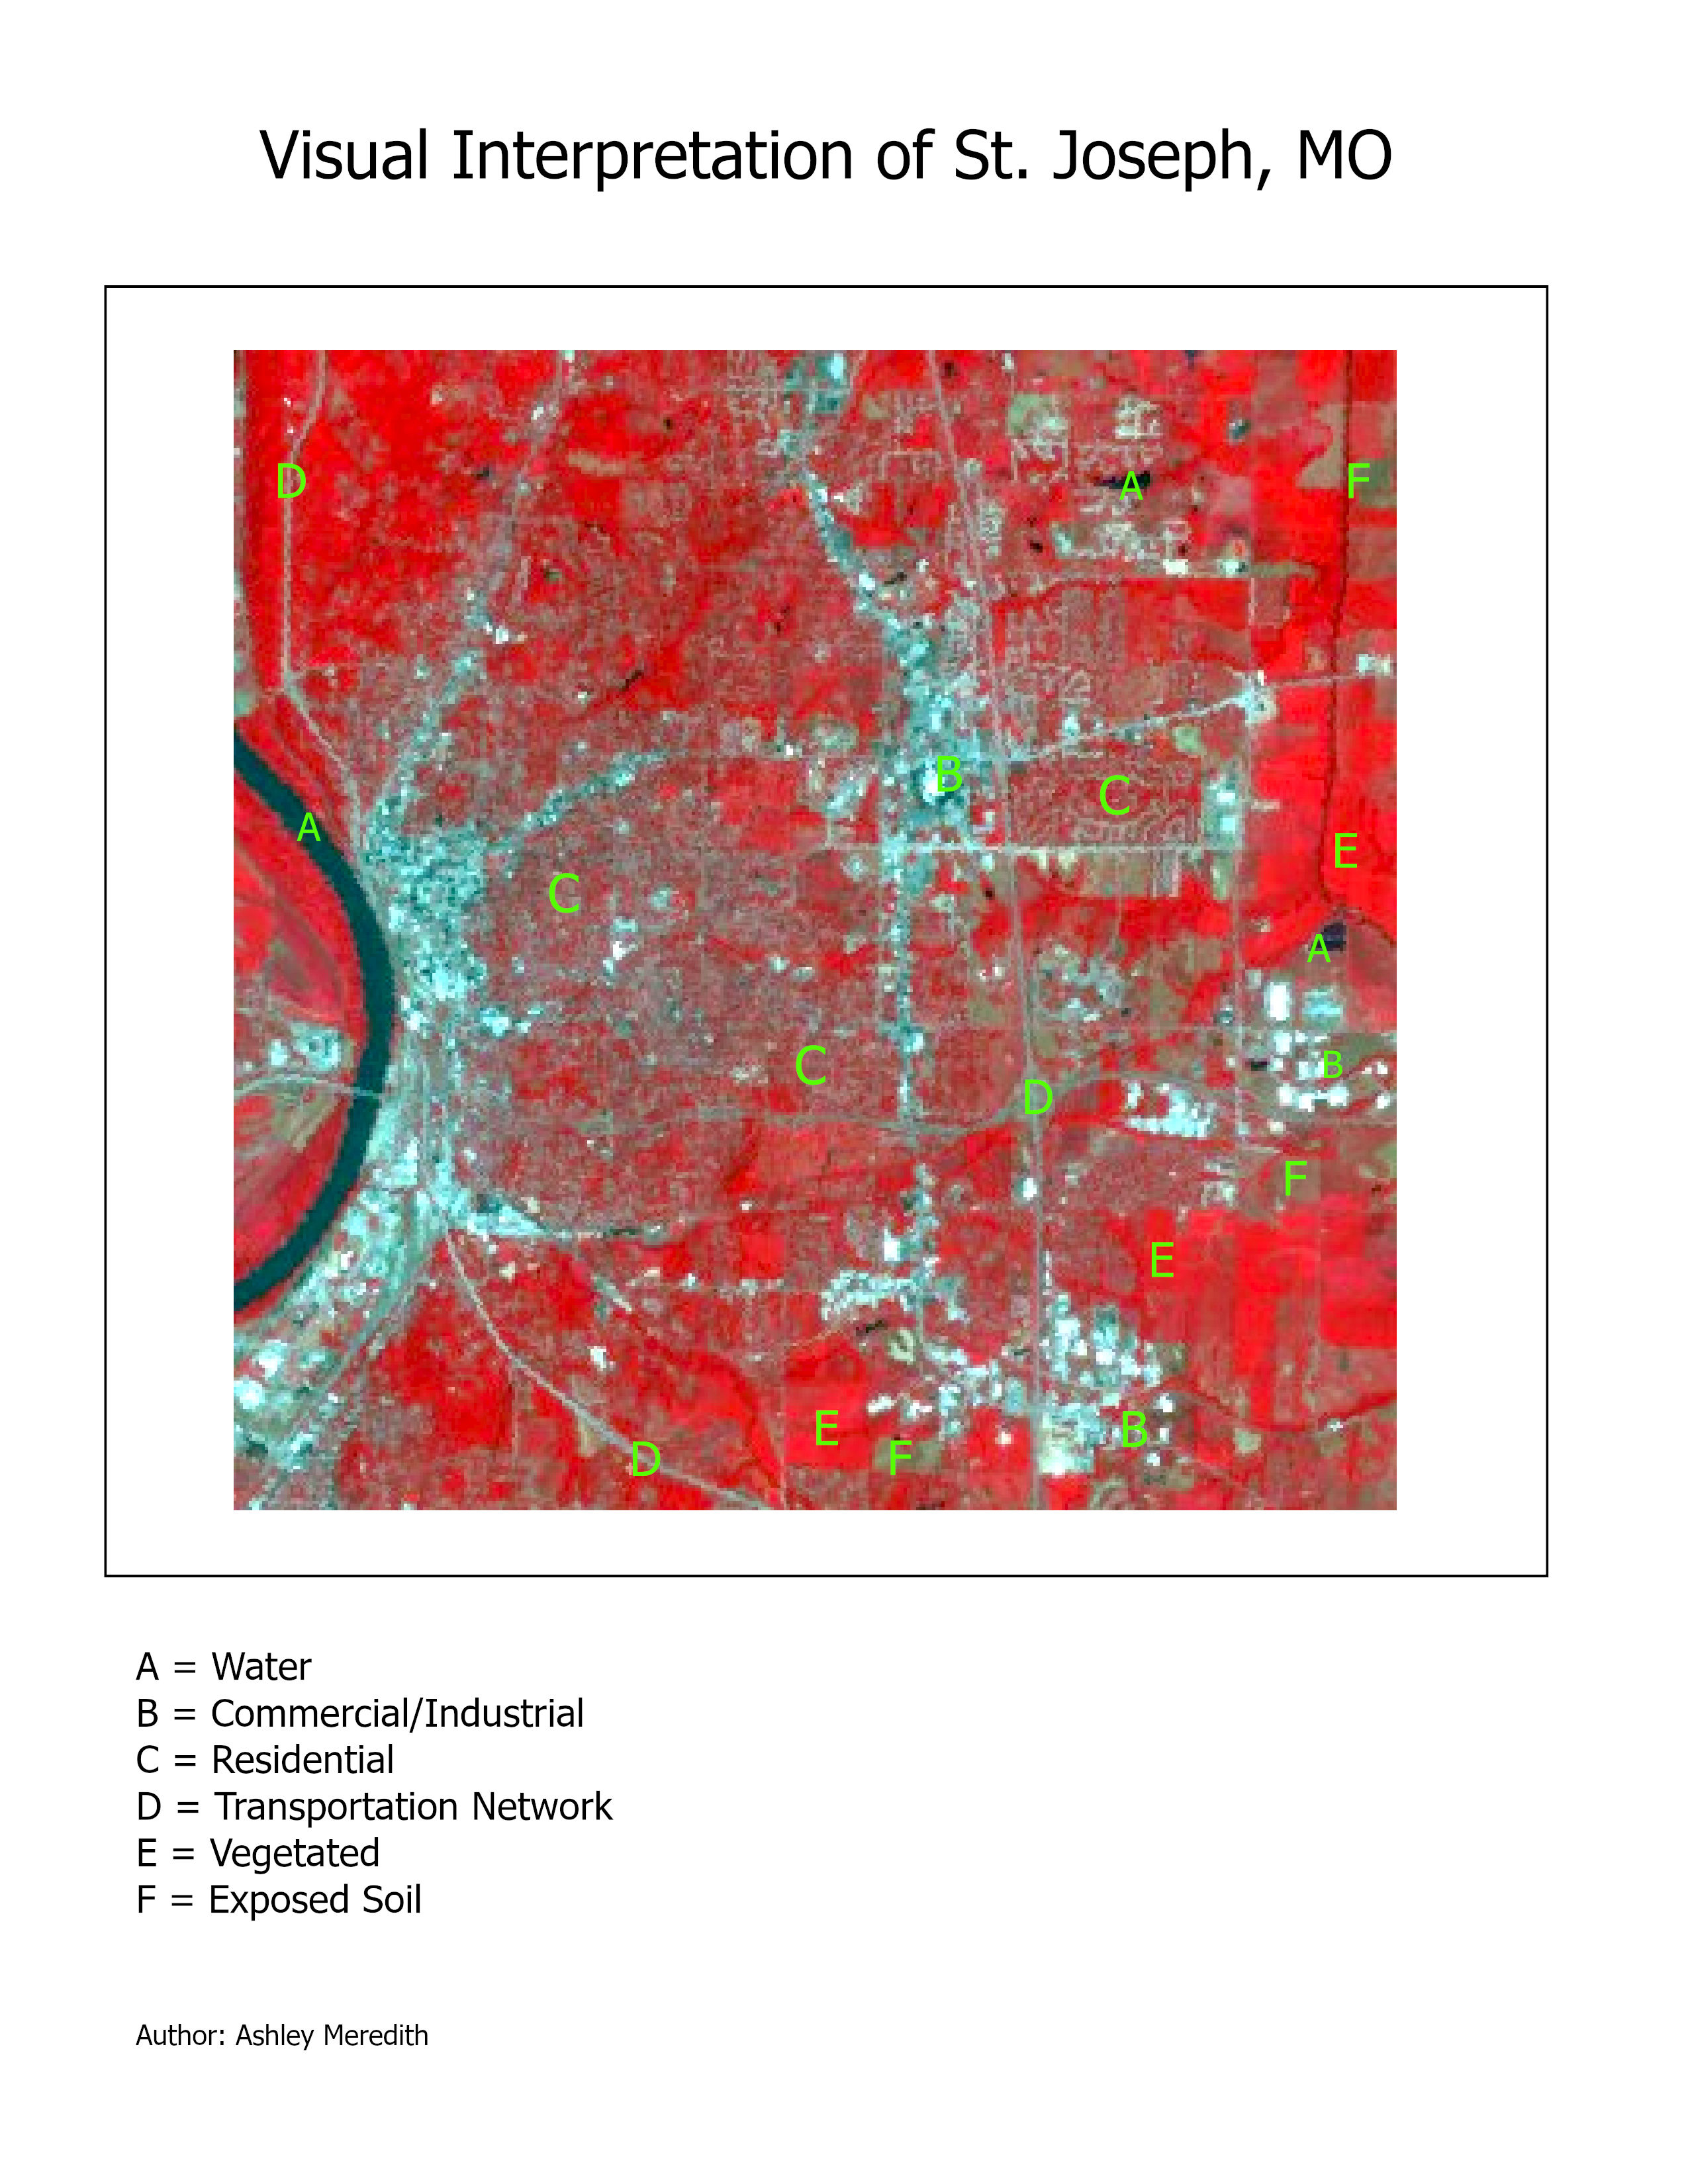 Visual Interpretation of St. Joseph, MO
D
A
F
B
C
A
E
C
A
C
B
D
F
E
E
B
F
D
A = Water
B = Commercial/Industrial
C = Residential
D = Transportation Network
E = Vegetated
F = Exposed Soil
Author: Ashley Meredith